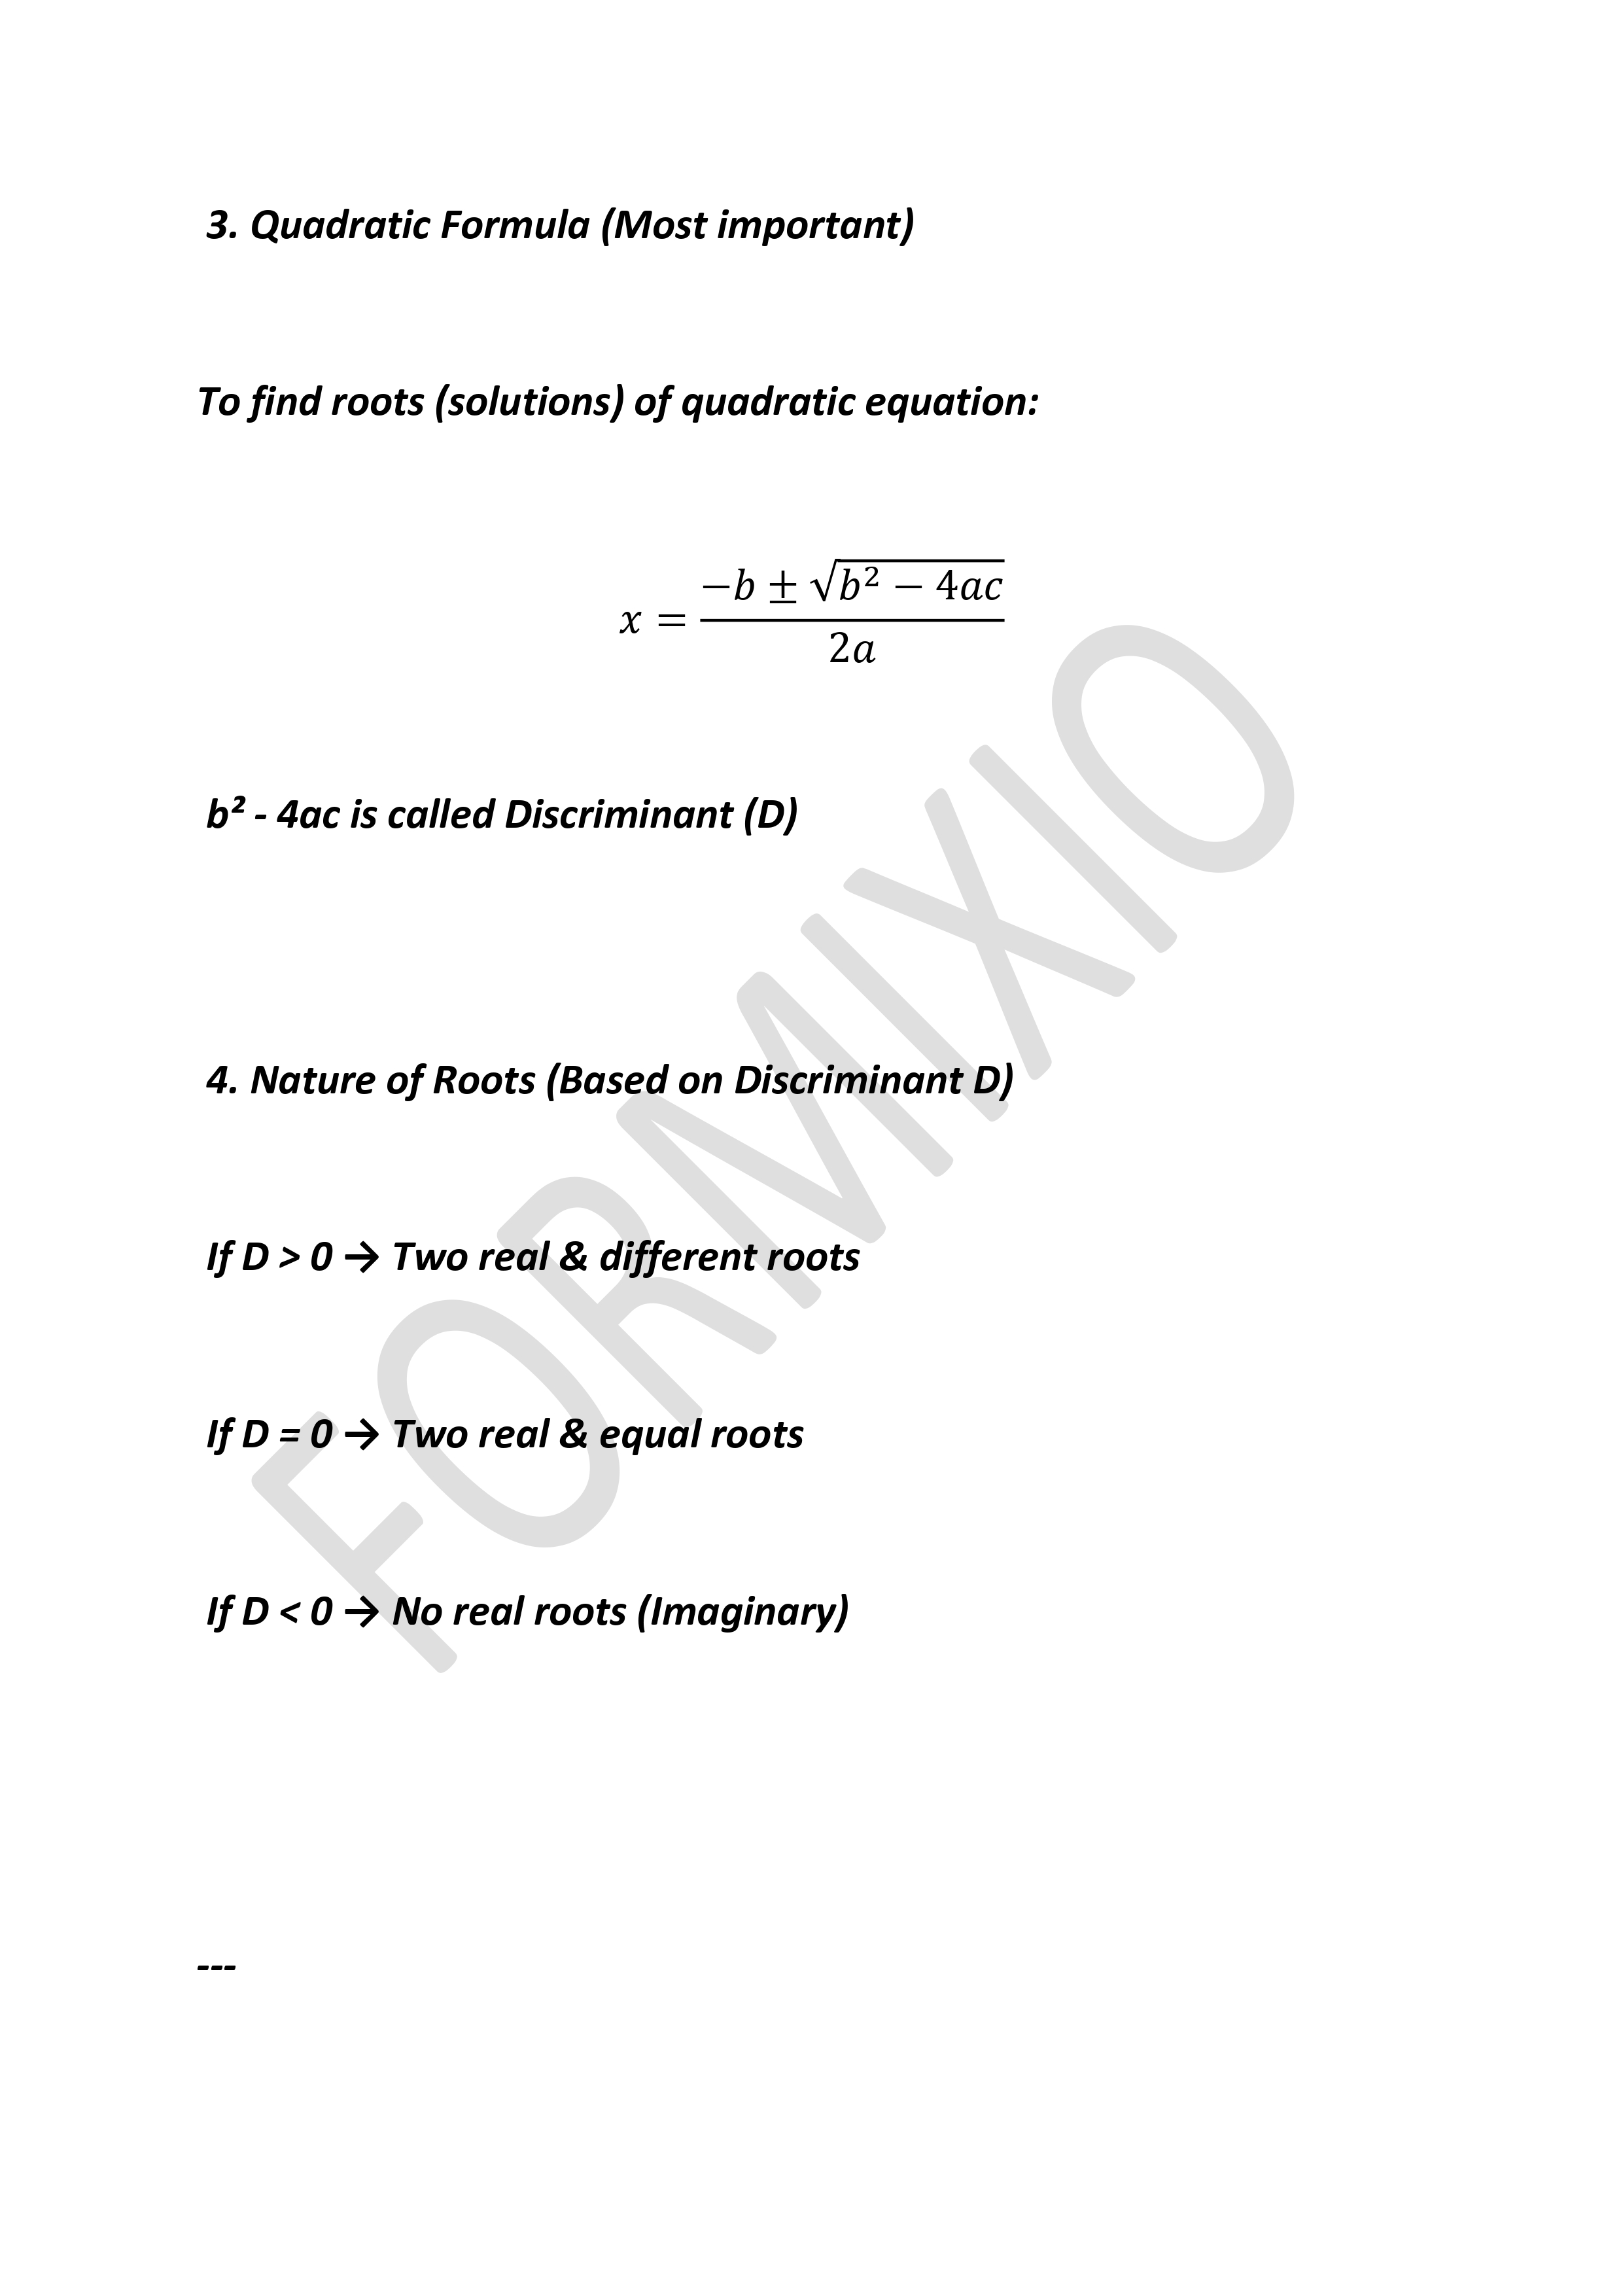 3. Quadratic Formula (Most important)
To find roots (solutions) of quadratic equation:
x = \frac{-b ± \sqrt{b² − 4ac}}{2a}
b² - 4ac is called Discriminant (D)
4. Nature of Roots (Based on Discriminant D)
If D > 0 → Two real & different roots
If D = 0 → Two real & equal roots
If D < 0 → No real roots (Imaginary)
---
FORMIXIO